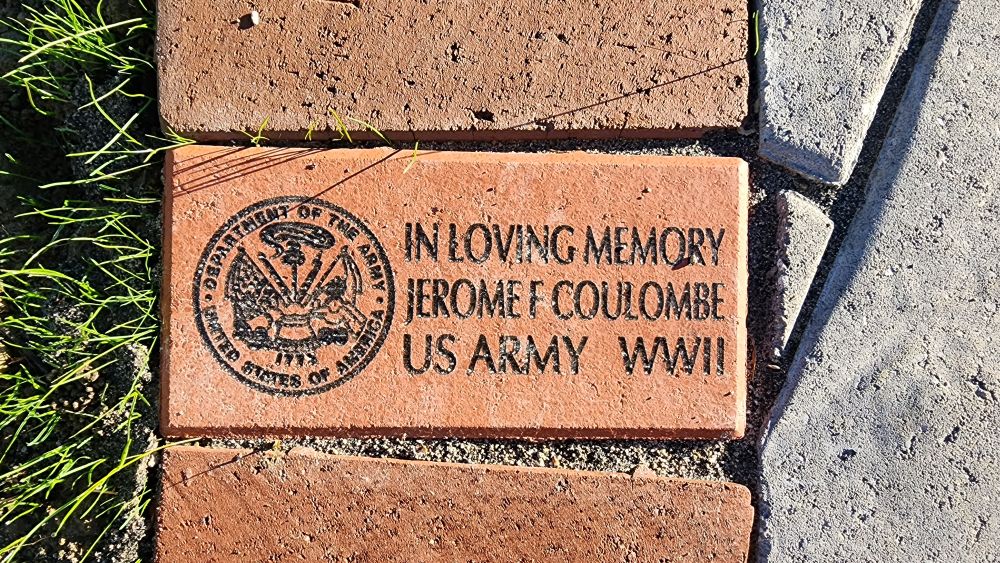 DEPARTMENT OF THE ARMY
UNITED STATES OF AMERICA
1775
IN LOVING MEMORY
JEROME F COULOMBE
US ARMY WWII